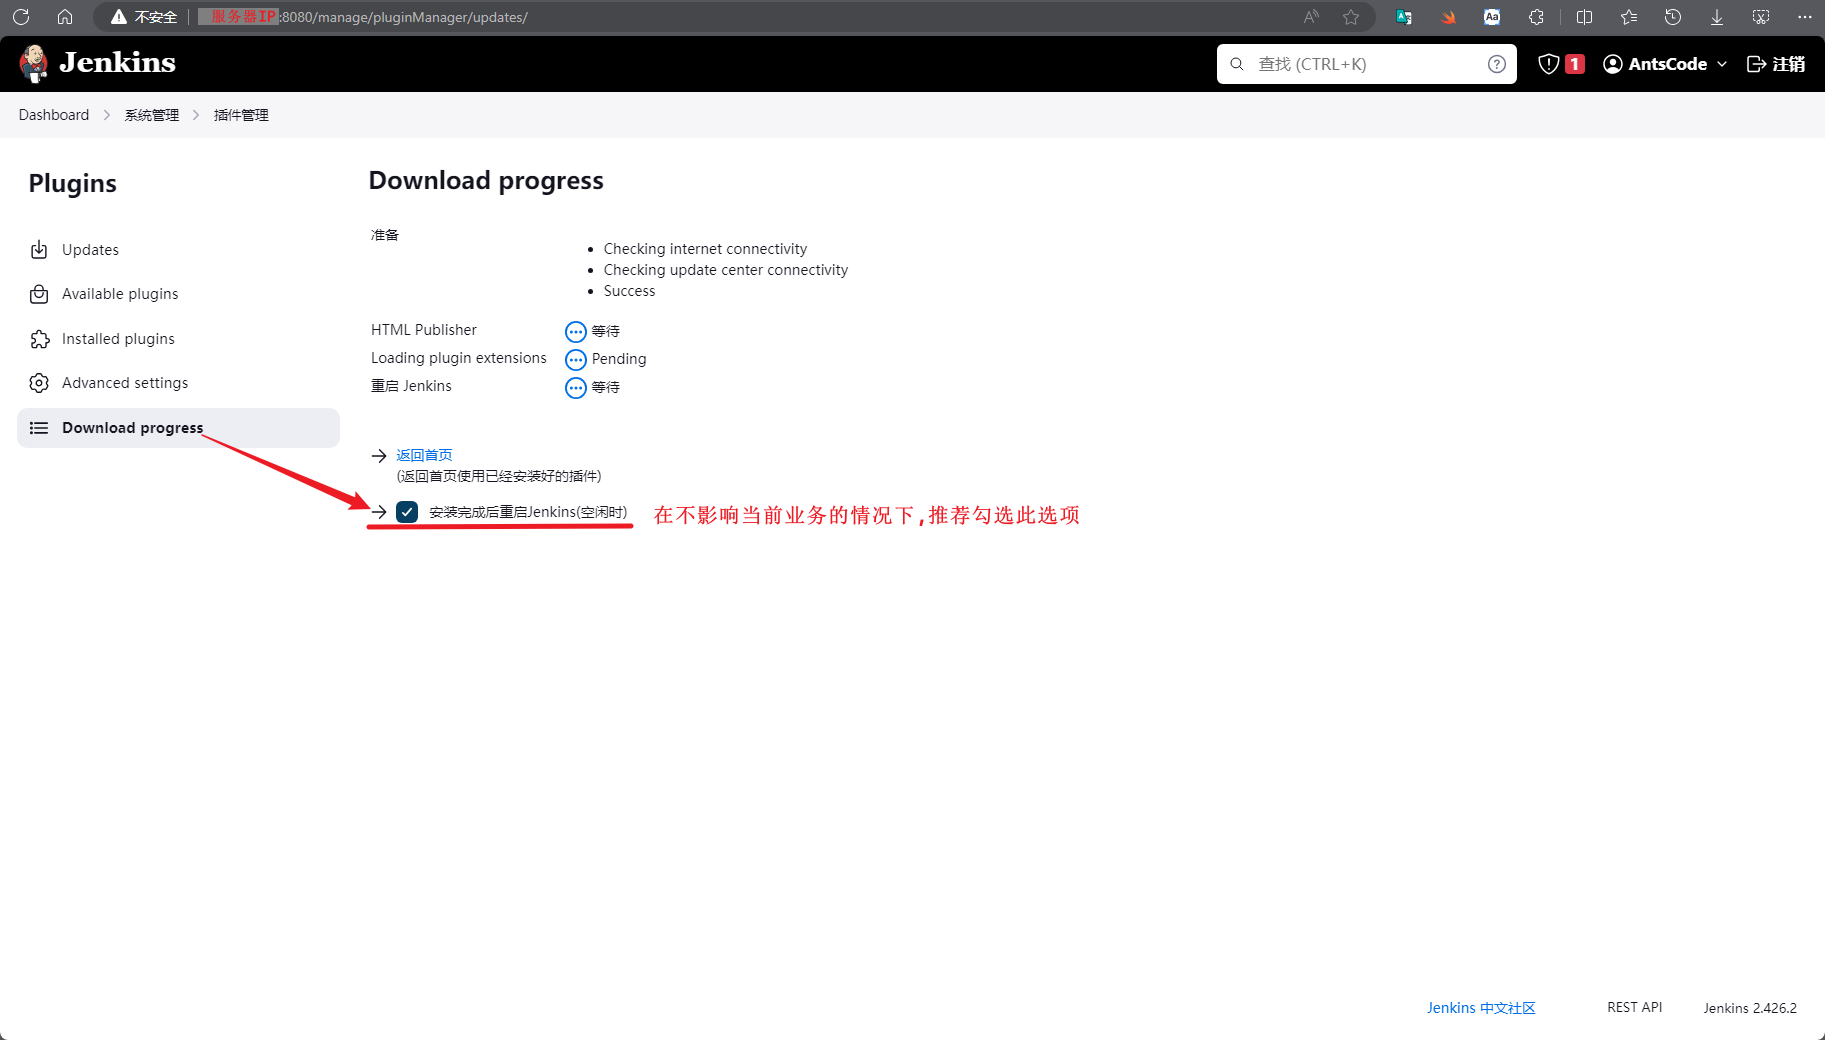 不安全 服务器IP:8080/manage/pluginManager/updates/
Jenkins
查找 (CTRL+K)
1
AntsCode
注销
Dashboard
系统管理
插件管理
Plugins
Updates
Available plugins
Installed plugins
Advanced settings
Download progress
Download progress
准备
Checking internet connectivity
Checking update center connectivity
Success
HTML Publisher 等待
Loading plugin extensions Pending
重启 Jenkins 等待
返回首页
(返回首页使用已经安装好的插件)
安装完成后重启Jenkins(空闲时)
在不影响当前业务的情况下,推荐勾选此选项
Jenkins 中文社区 REST API Jenkins 2.426.2